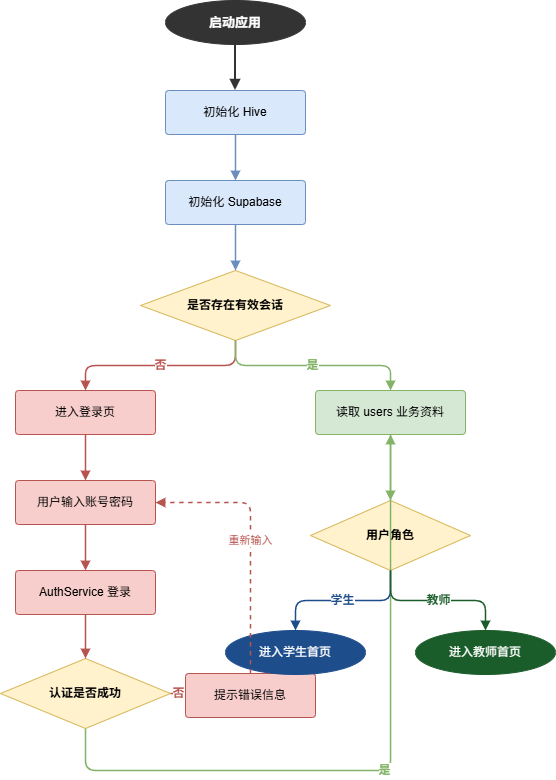 启动应用
初始化 Hive
初始化 Supabase
是否存在有效会话
否
是
进入登录页
读取 users 业务资料
用户输入账号密码
重新输入
用户角色
AuthService 登录
学生
教师
进入学生首页
进入教师首页
认证是否成功
否
提示错误信息
是